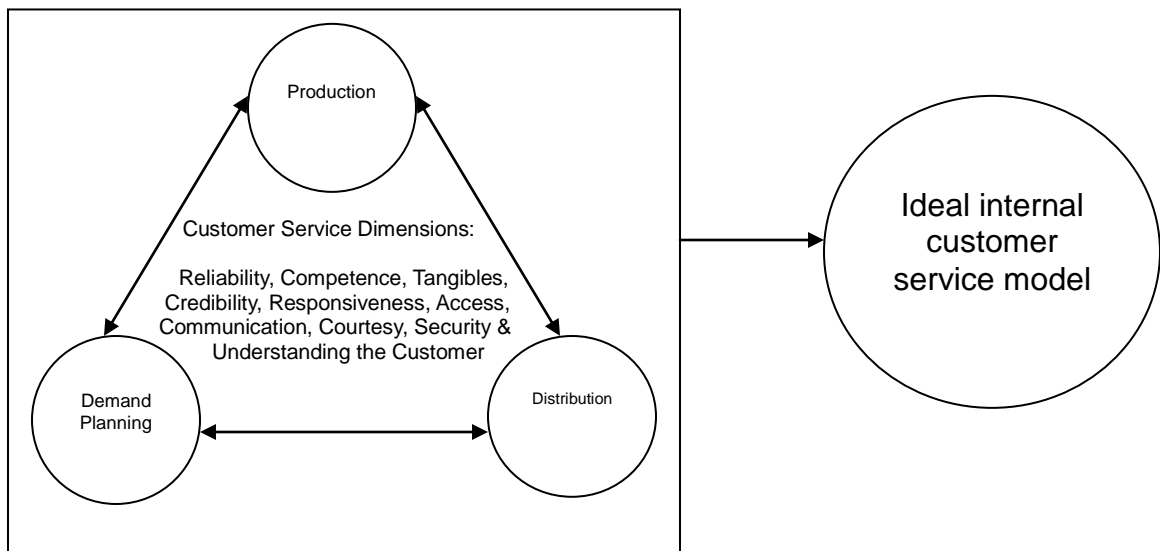 Production
Customer Service Dimensions:
Reliability, Competence, Tangibles,
Credibility, Responsiveness, Access,
Communication, Courtesy, Security &
Understanding the Customer
Demand
Planning
Distribution
Ideal internal
customer
service model